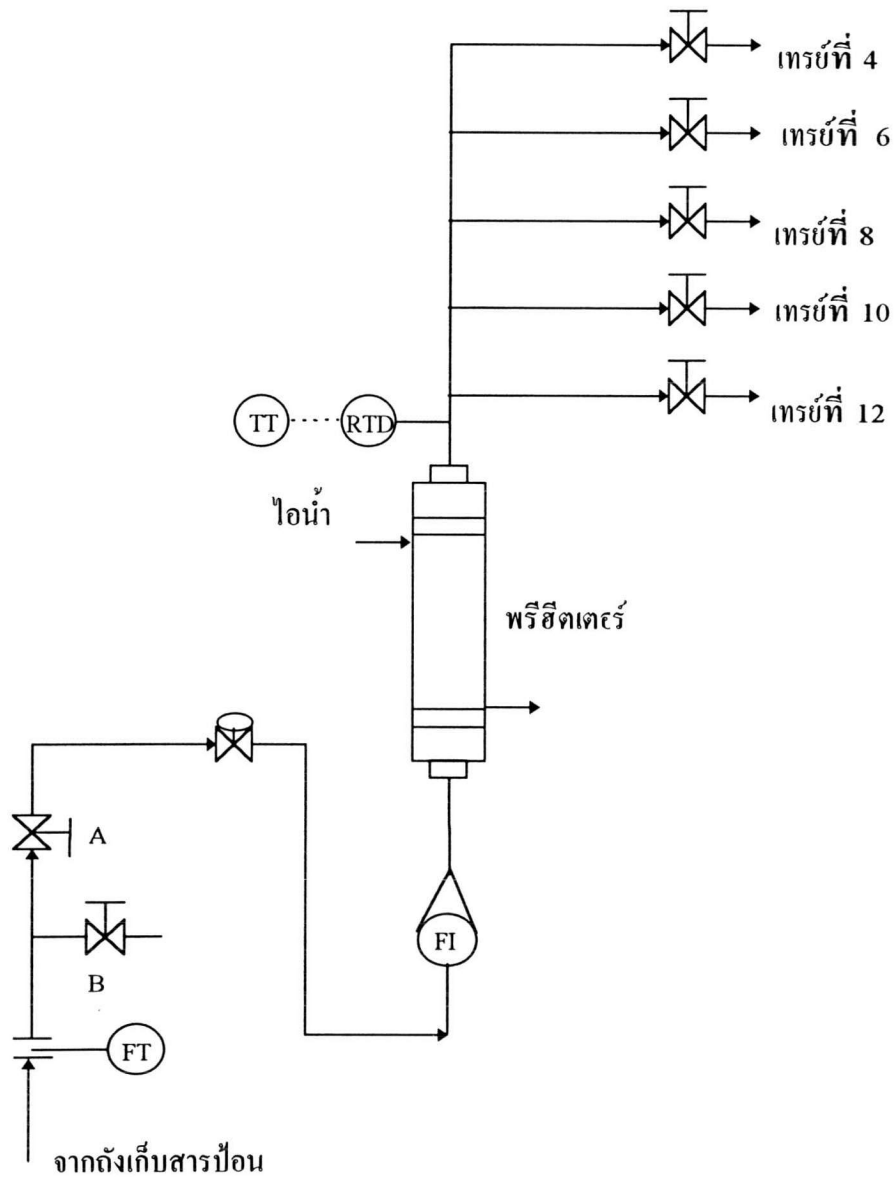 เทรย์ที่ 4
เทรย์ที่ 6
เทรย์ที่ 8
เทรย์ที่ 10
เทรย์ที่ 12
TT
RTD
ไอน้ำ
พรีฮีตเตอร์
A
B
FI
FT
จากถังเก็บสารป้อน